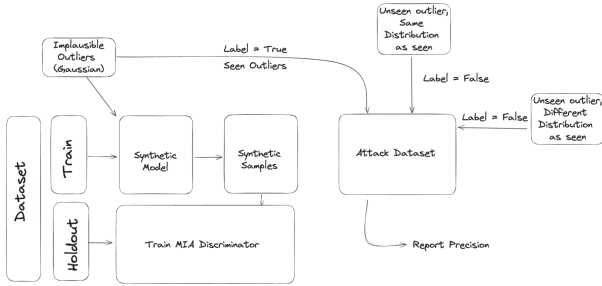 Implausible
Outliers
(Gaussian)
Label = True
Seen Outliers
Unseen outlier,
Same
Distribution
as seen
Label = False
Label = False
Unseen outlier,
Different
Distribution
as seen
Dataset
Train
Synthetic
Model
Synthetic
Samples
Attack Dataset
Holdout
Train MIA Discriminator
Report Precision